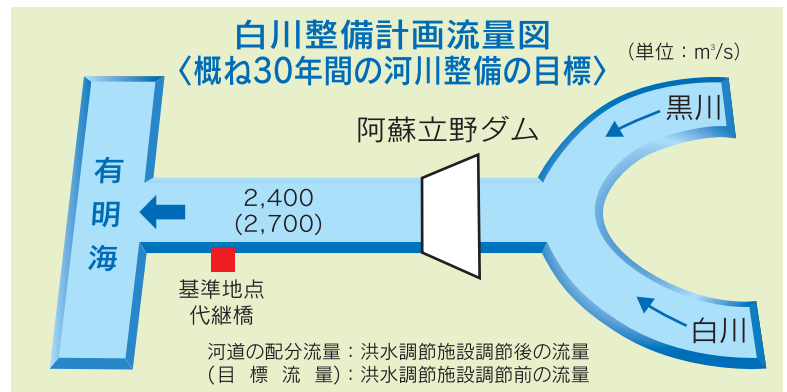 白川整備計画流量図
〈概ね30年間の河川整備の目標〉
(単位：m³/s)
黒川
阿蘇立野ダム
有明海
2,400
(2,700)
基準地点
代継橋
白川
河道の配分流量：洪水調節施設調節後の流量
(目標流量)：洪水調節施設調節前の流量